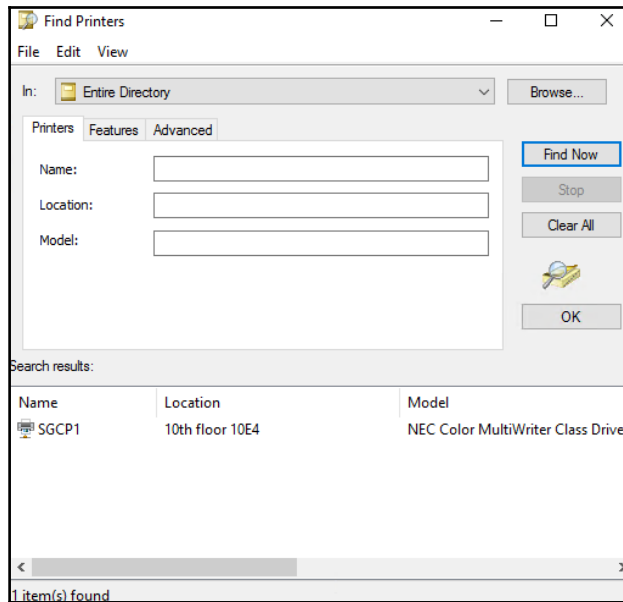 Find Printers
File Edit View
In: Entire Directory Browse...
Printers Features Advanced
Find Now
Name:
Stop
Location:
Clear All
Model:
OK
Search results:
Name Location Model
SGCP1 10th floor 10E4 NEC Color MultiWriter Class Drive
1 item(s) found